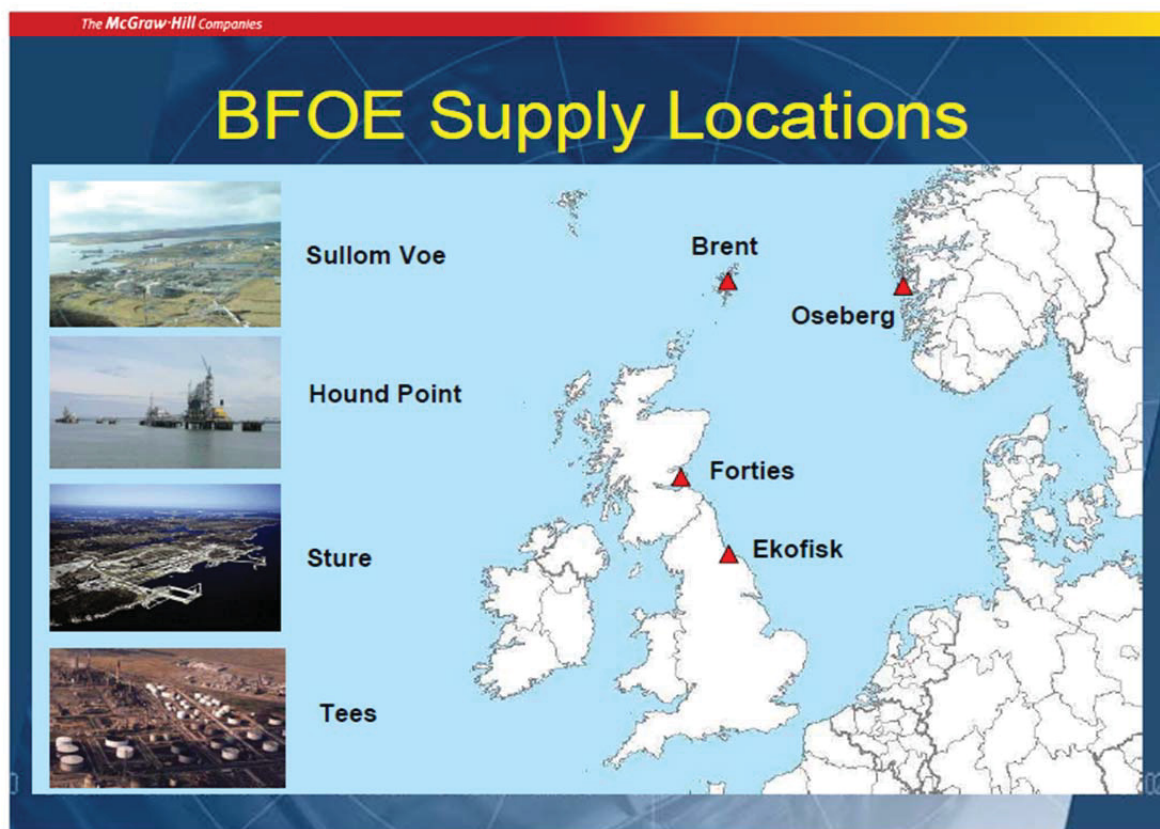 The McGraw·Hill Companies
BFOE Supply Locations
Sullom Voe
Hound Point
Sture
Tees
Brent
Oseberg
Forties
Ekofisk